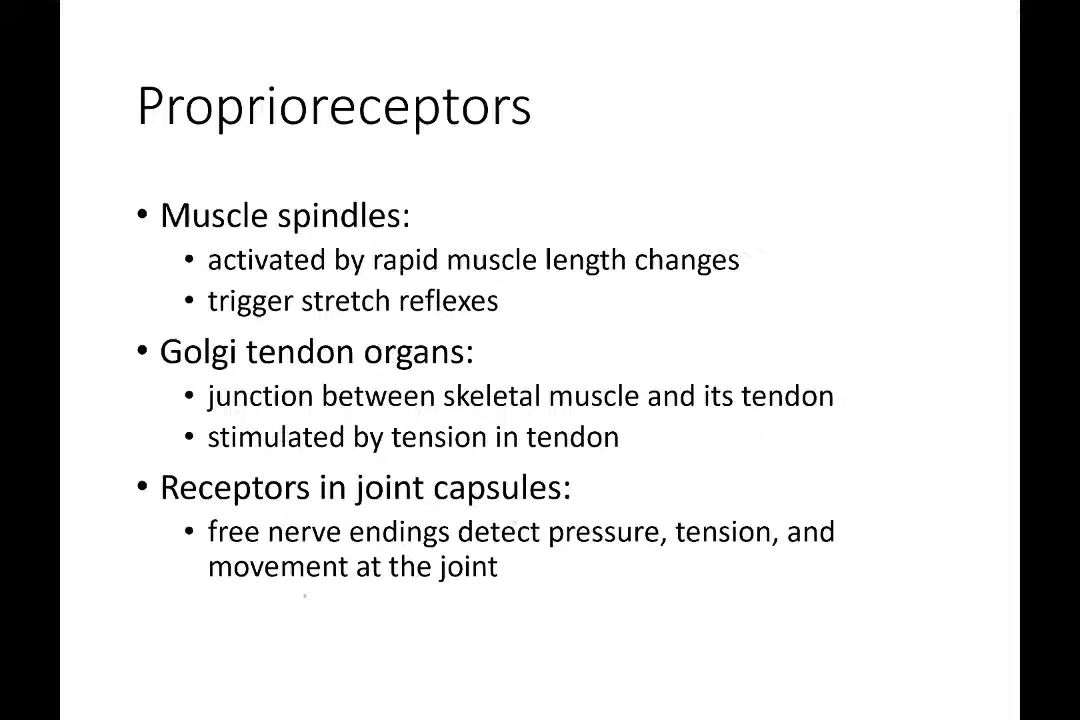 Proprioreceptors
• Muscle spindles:
• activated by rapid muscle length changes
• trigger stretch reflexes
• Golgi tendon organs:
• junction between skeletal muscle and its tendon
• stimulated by tension in tendon
• Receptors in joint capsules:
• free nerve endings detect pressure, tension, and
movement at the joint